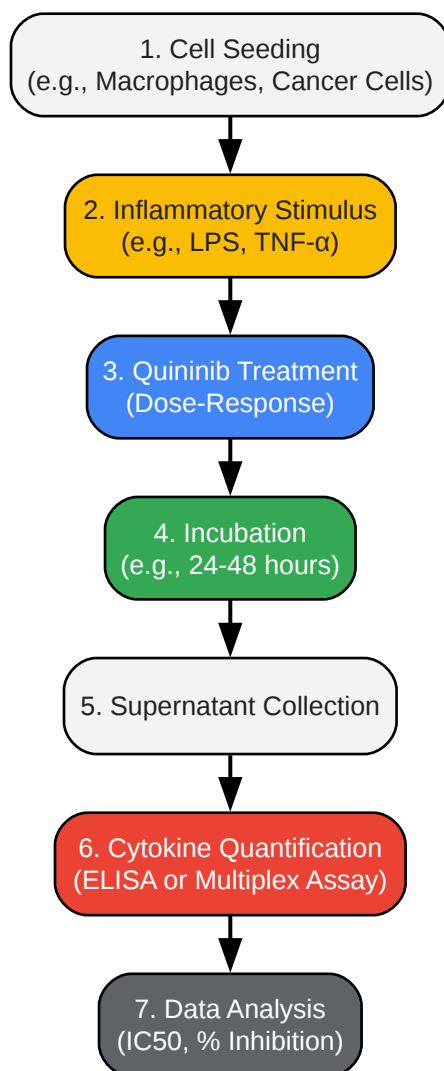 1. Cell Seeding
(e.g., Macrophages, Cancer Cells)
2. Inflammatory Stimulus
(e.g., LPS, TNF-α)
3. Quininib Treatment
(Dose-Response)
4. Incubation
(e.g., 24-48 hours)
5. Supernatant Collection
6. Cytokine Quantification
(ELISA or Multiplex Assay)
7. Data Analysis
(IC50, % Inhibition)